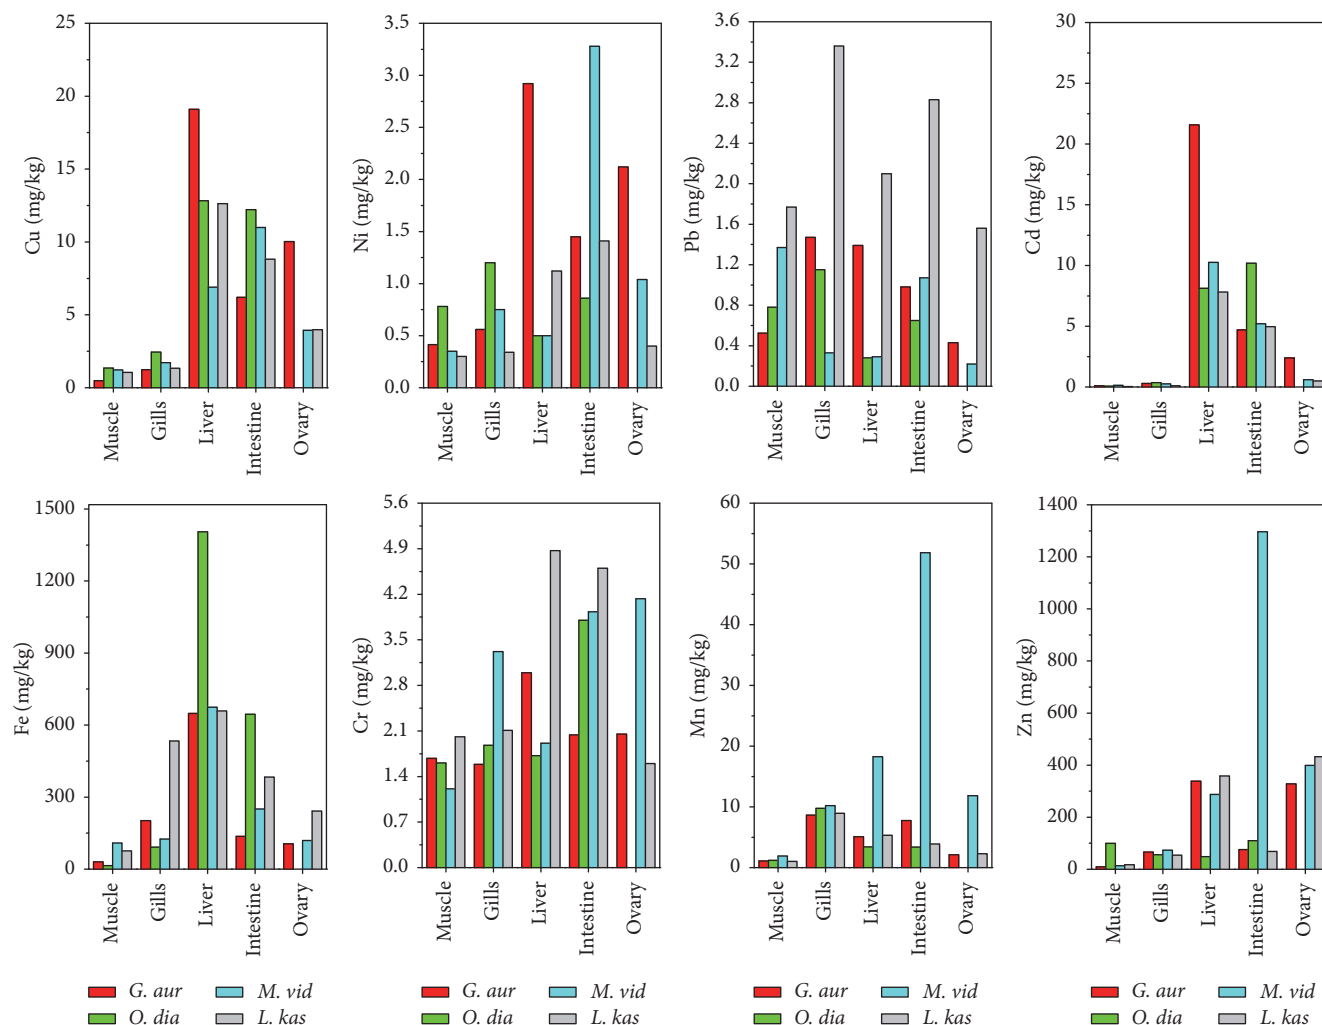 25
20
15
10
5
0
Cu (mg/kg)
Muscle
Gills
Liver
Intestine
Ovary
3.5
3.0
2.5
2.0
1.5
1.0
0.5
0.0
Ni (mg/kg)
Muscle
Gills
Liver
Intestine
Ovary
3.6
3.2
2.8
2.4
2.0
1.6
1.2
0.8
0.4
0.0
Pb (mg/kg)
Muscle
Gills
Liver
Intestine
Ovary
30
25
20
15
10
5
0
Cd (mg/kg)
Muscle
Gills
Liver
Intestine
Ovary
1500
1200
900
600
300
0
Fe (mg/kg)
Muscle
Gills
Liver
Intestine
Ovary
G. aur
M. vid
O. dia
L. kas
5.6
4.9
4.2
3.5
2.8
2.1
1.4
0.7
0.0
Cr (mg/kg)
Muscle
Gills
Liver
Intestine
Ovary
G. aur
M. vid
O. dia
L. kas
60
50
40
30
20
10
0
Mn (mg/kg)
Muscle
Gills
Liver
Intestine
Ovary
G. aur
M. vid
O. dia
L. kas
1400
1200
1000
800
600
400
200
0
Zn (mg/kg)
Muscle
Gills
Liver
Intestine
Ovary
G. aur
M. vid
O. dia
L. kas